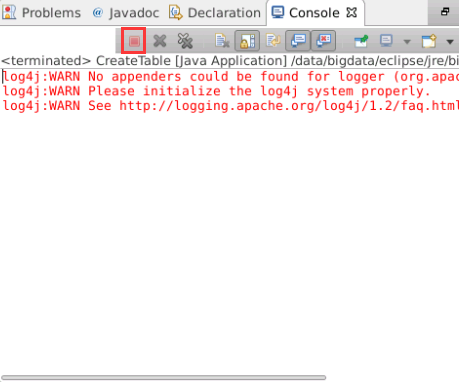 Problems @ Javadoc Declaration Console
<terminated> CreateTable [Java Application] /data/bigdata/eclipse/jre/bi
log4j:WARN No appenders could be found for logger (org.apac
log4j:WARN Please initialize the log4j system properly.
log4j:WARN See http://logging.apache.org/log4j/1.2/faq.html